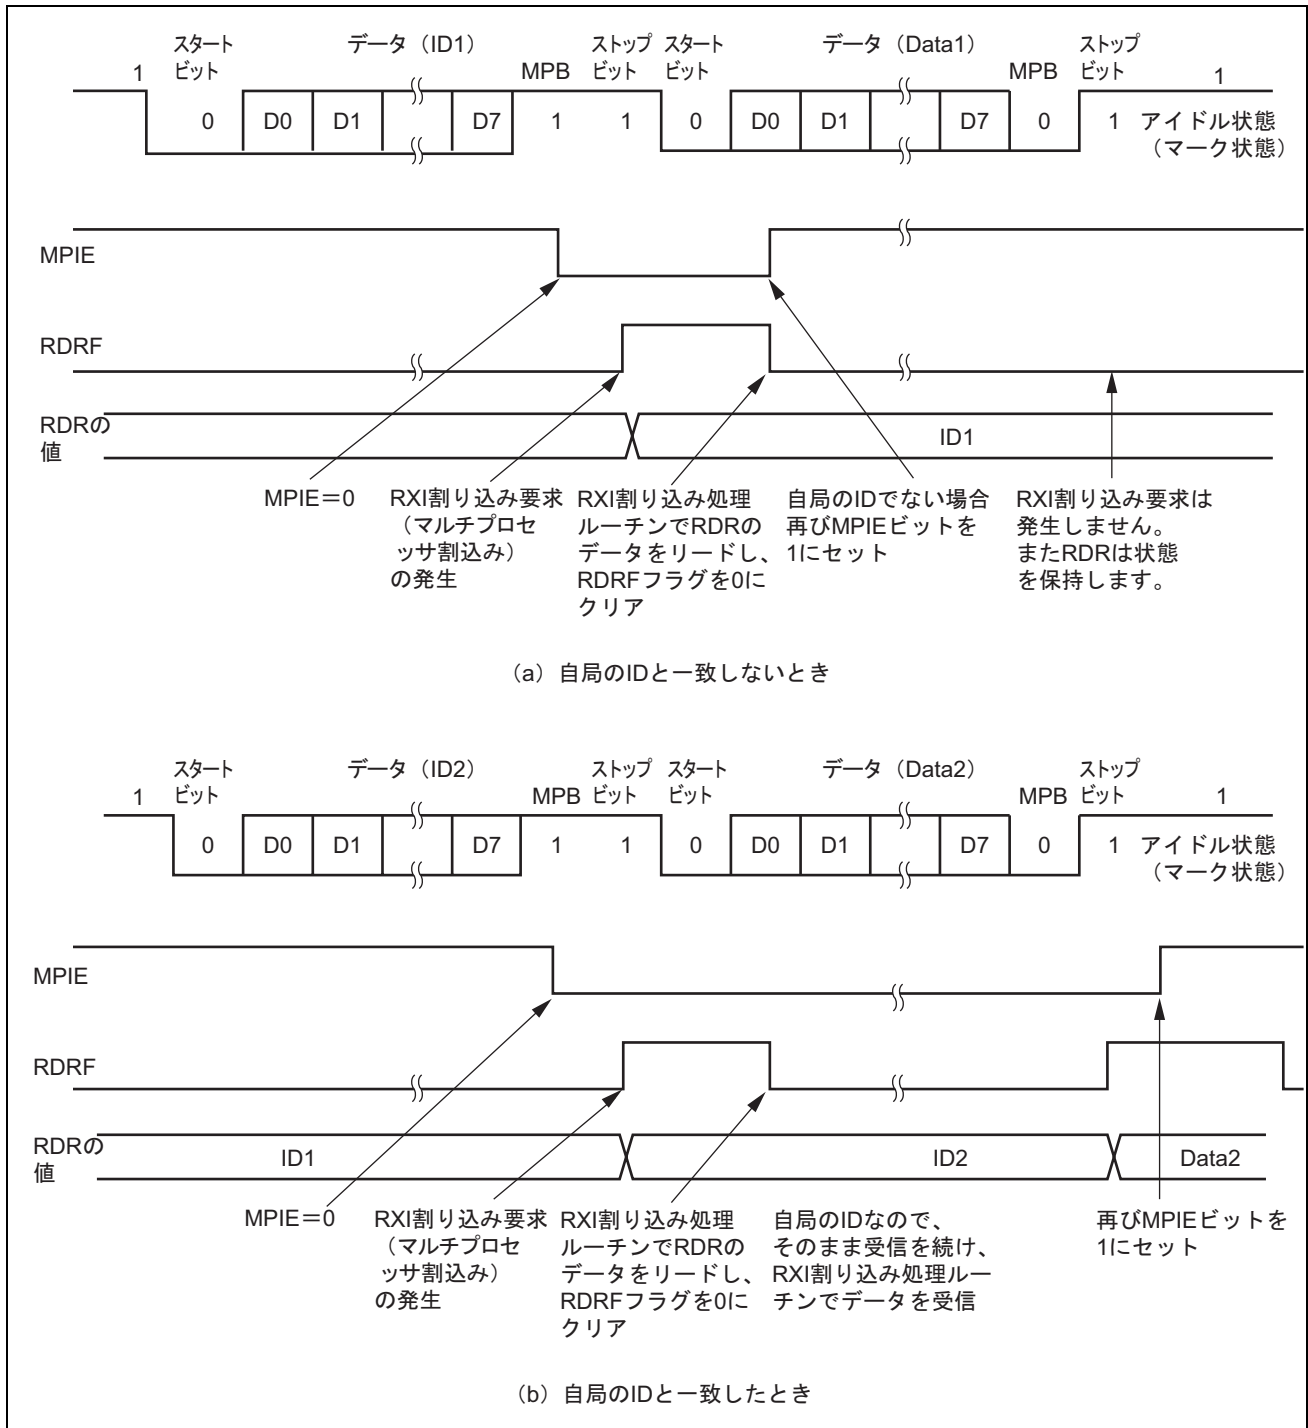 スタート
ビット
データ（ID1）
ストップ スタート
ビット ビット
データ（Data1）
ストップ
ビット
1
MPB
MPB
1
0 D0 D1 D7 1 1 0 D0 D1 D7 0 1 アイドル状態
（マーク状態）
MPIE
RDRF
RDRの
値
ID1
MPIE＝0
RXI割り込み要求
（マルチプロセ
ッサ割込み）
の発生
RXI割り込み処理
ルーチンでRDRの
データをリードし、
RDRFフラグを0に
クリア
自局のIDでない場合
再びMPIEビットを
1にセット
RXI割り込み要求は
発生しません。
またRDRは状態
を保持します。
（a）自局のIDと一致しないとき
スタート
ビット
データ（ID2）
ストップ スタート
ビット ビット
データ（Data2）
ストップ
ビット
1
MPB
MPB
1
0 D0 D1 D7 1 1 0 D0 D1 D7 0 1 アイドル状態
（マーク状態）
MPIE
RDRF
RDRの
値
ID1
ID2
Data2
MPIE＝0
RXI割り込み要求
（マルチプロセ
ッサ割込み）
の発生
RXI割り込み処理
ルーチンでRDRの
データをリードし、
RDRFフラグを0に
クリア
自局のIDなので、
そのまま受信を続け、
RXI割り込み処理ルー
チンでデータを受信
再びMPIEビットを
1にセット
（b）自局のIDと一致したとき